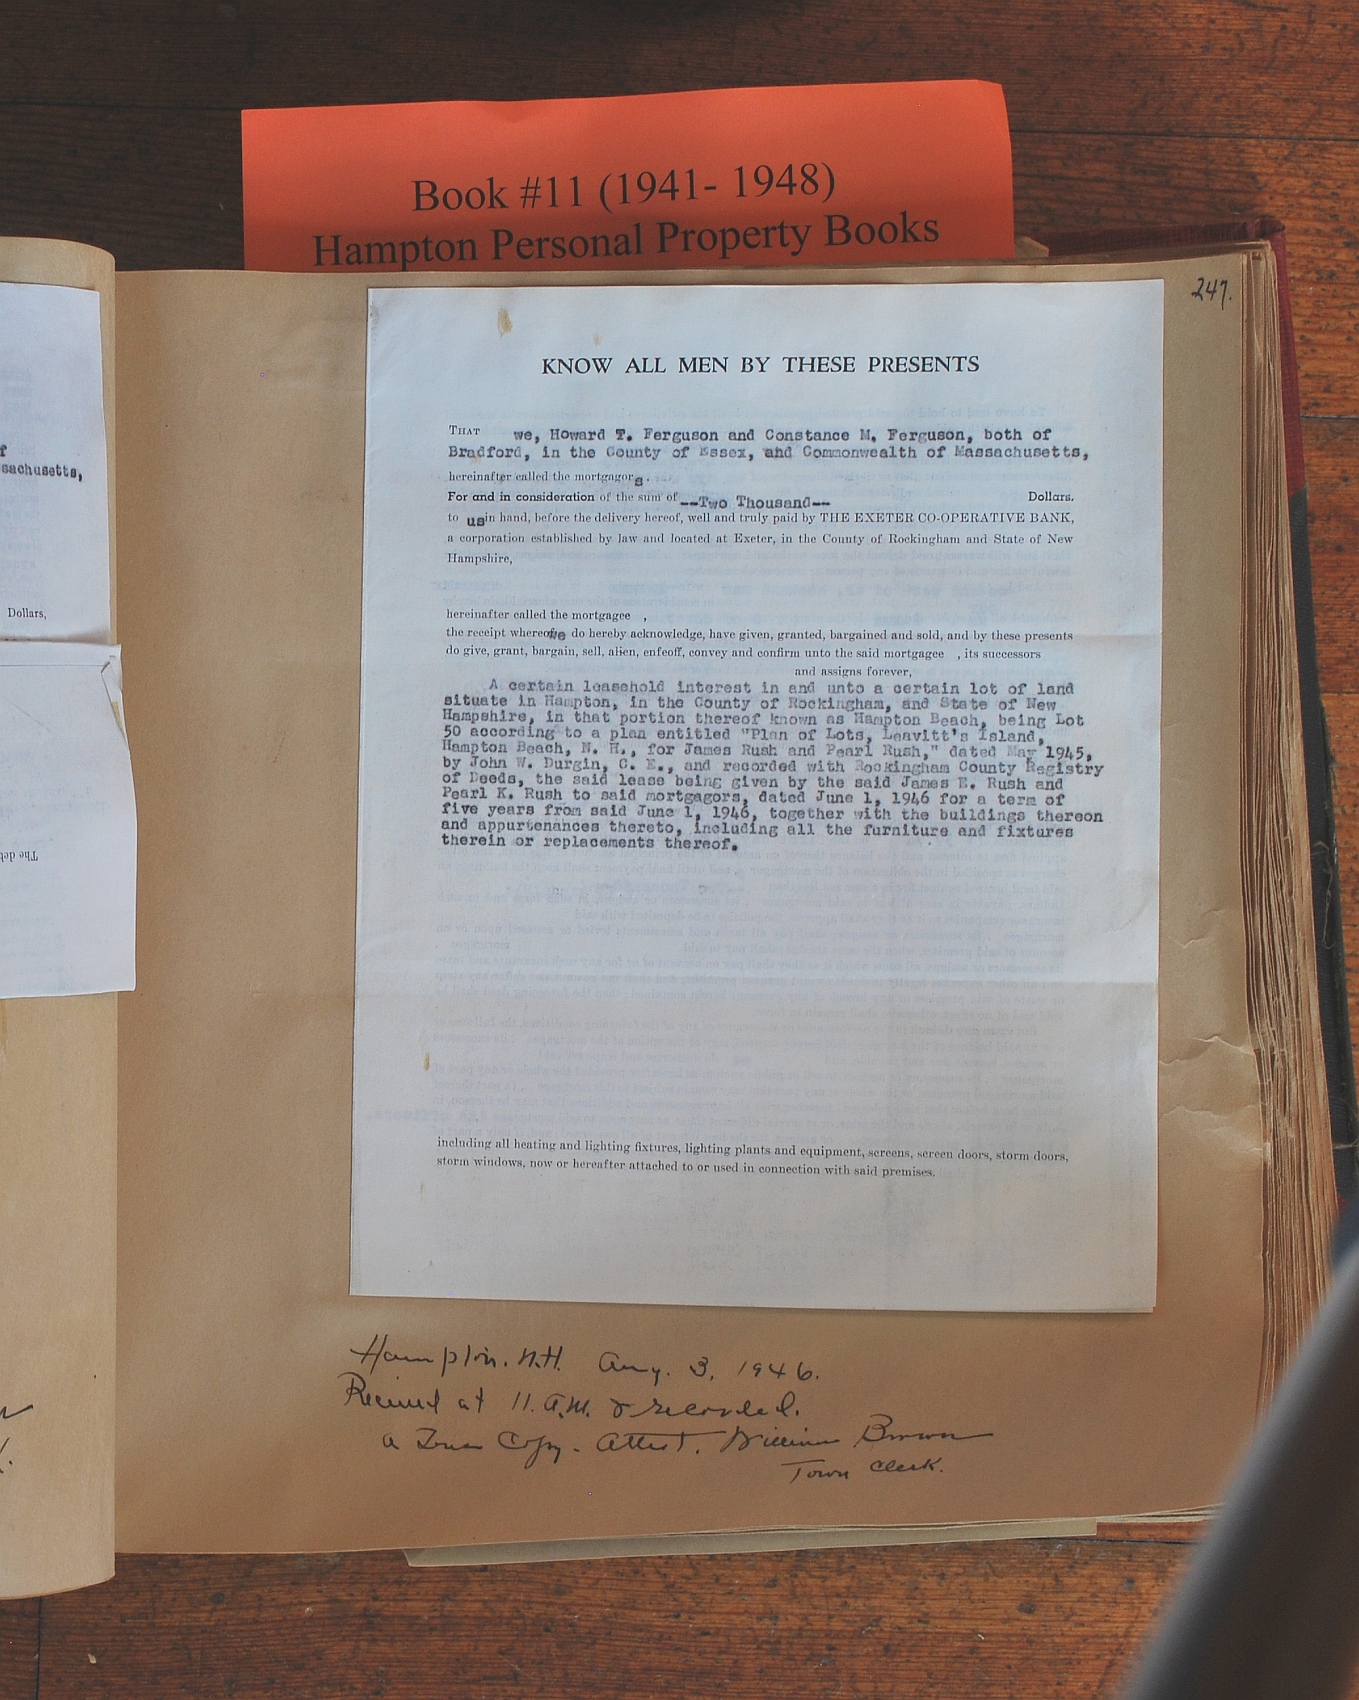 Book #11 (1941- 1948)
Hampton Personal Property Books
247.
sachusetts,
Dollars,
KNOW ALL MEN BY THESE PRESENTS
THAT we, Howard T. Ferguson and Constance M. Ferguson, both of
Bradford, in the County of Essex, and Commonwealth of Massachusetts,
hereinafter called the mortgagors.
For and in consideration of the sum of --Two Thousand-- Dollars.
to us in hand, before the delivery hereof, well and truly paid by THE EXETER CO-OPERATIVE BANK,
a corporation established by law and located at Exeter, in the County of Rockingham and State of New
Hampshire,
hereinafter called the mortgagee ,
the receipt whereof we do hereby acknowledge, have given, granted, bargained and sold, and by these presents
do give, grant, bargain, sell, alien, enfeoff, convey and confirm unto the said mortgagee , its successors
and assigns forever,
A certain leasehold interest in and unto a certain lot of land
situate in Hampton, in the County of Rockingham, and State of New
Hampshire, in that portion thereof known as Hampton Beach, being Lot
50 according to a plan entitled "Plan of Lots, Leavitt's Island,
Hampton Beach, N. H., for James Rush and Pearl Rush," dated May 1945,
by John W. Durgin, C. E., and recorded with Rockingham County Registry
of Deeds, the said lease being given by the said James E. Rush and
Pearl K. Rush to said mortgagors, dated June 1, 1946 for a term of
five years from said June 1, 1946, together with the buildings thereon
and appurtenances thereto, including all the furniture and fixtures
therein or replacements thereof.
including all heating and lighting fixtures, lighting plants and equipment, screens, screen doors, storm doors,
storm windows, now or hereafter attached to or used in connection with said premises.
Hampton. N.H. Aug. 3, 1946.
Received at 11. A.M. & recorded.
a True Copy - Attest. William Brown
Town Clerk.